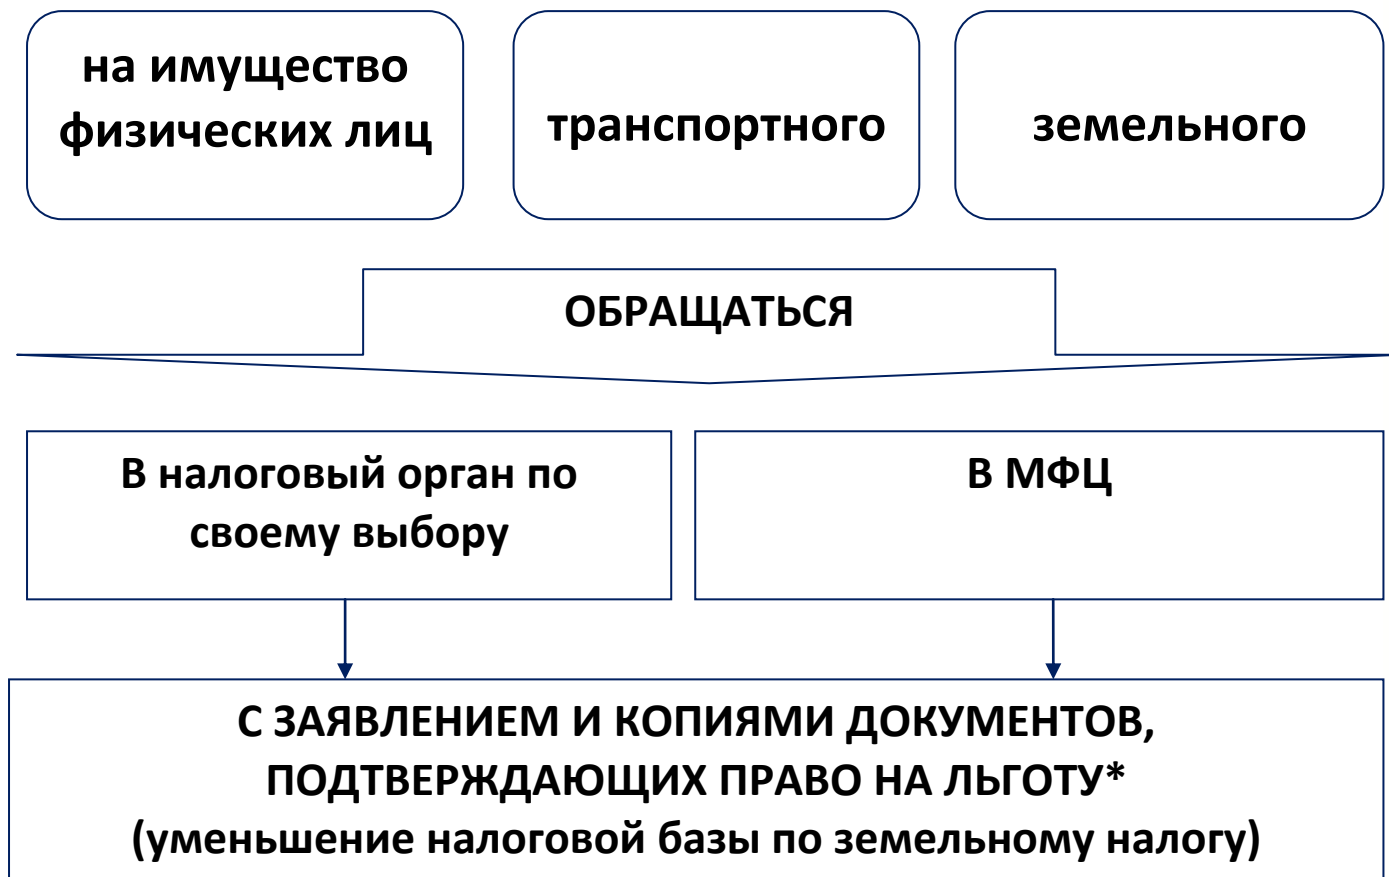 на имущество
физических лиц
транспортного
земельного
ОБРАЩАТЬСЯ
В налоговый орган по
своему выбору
В МФЦ
С ЗАЯВЛЕНИЕМ И КОПИЯМИ ДОКУМЕНТОВ,
ПОДТВЕРЖДАЮЩИХ ПРАВО НА ЛЬГОТУ*
(уменьшение налоговой базы по земельному налогу)